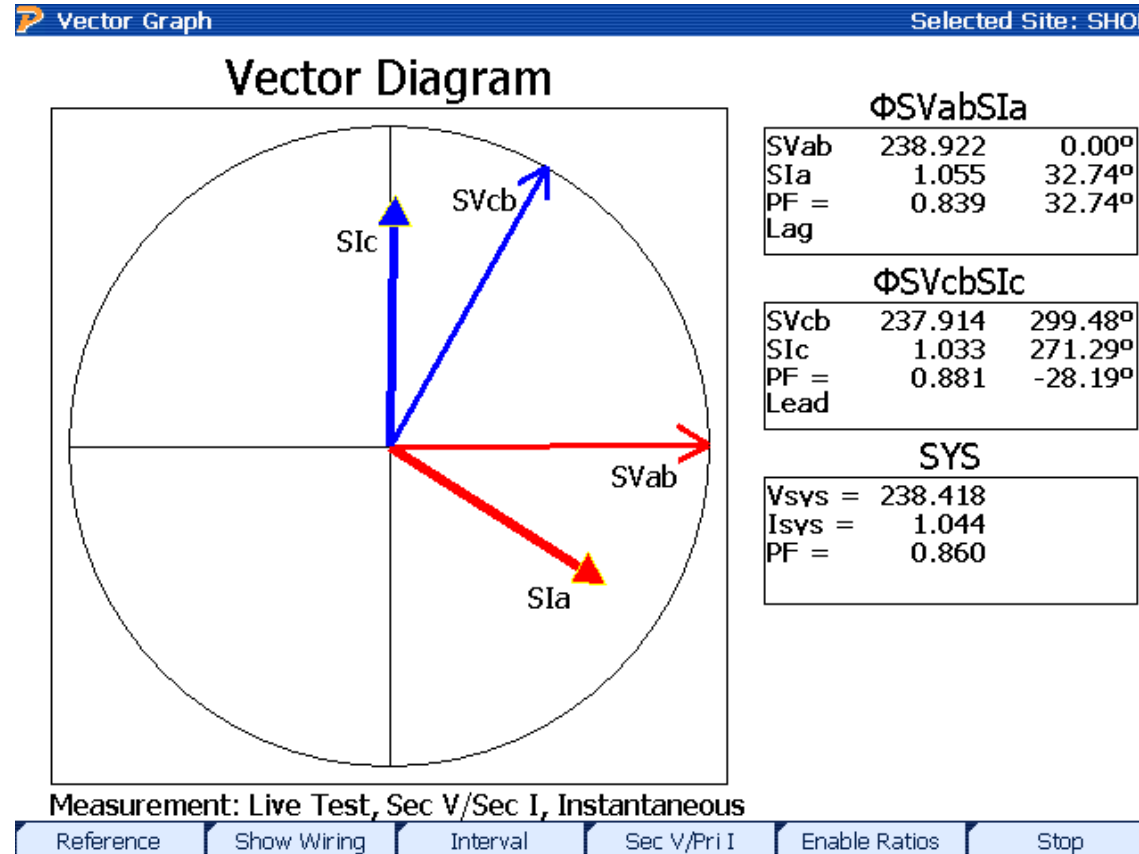 Vector Graph Selected Site: SHO
Vector Diagram
SVcb
SIc
SVab
SIa
ΦSVabSIa
SVab 238.922 0.00º
SIa 1.055 32.74º
PF = 0.839 32.74º
Lag
ΦSVcbSIc
SVcb 237.914 299.48º
SIc 1.033 271.29º
PF = 0.881 -28.19º
Lead
SYS
Vsys = 238.418
Isys = 1.044
PF = 0.860
Measurement: Live Test, Sec V/Sec I, Instantaneous
Reference Show Wiring Interval Sec V/Pri I Enable Ratios Stop